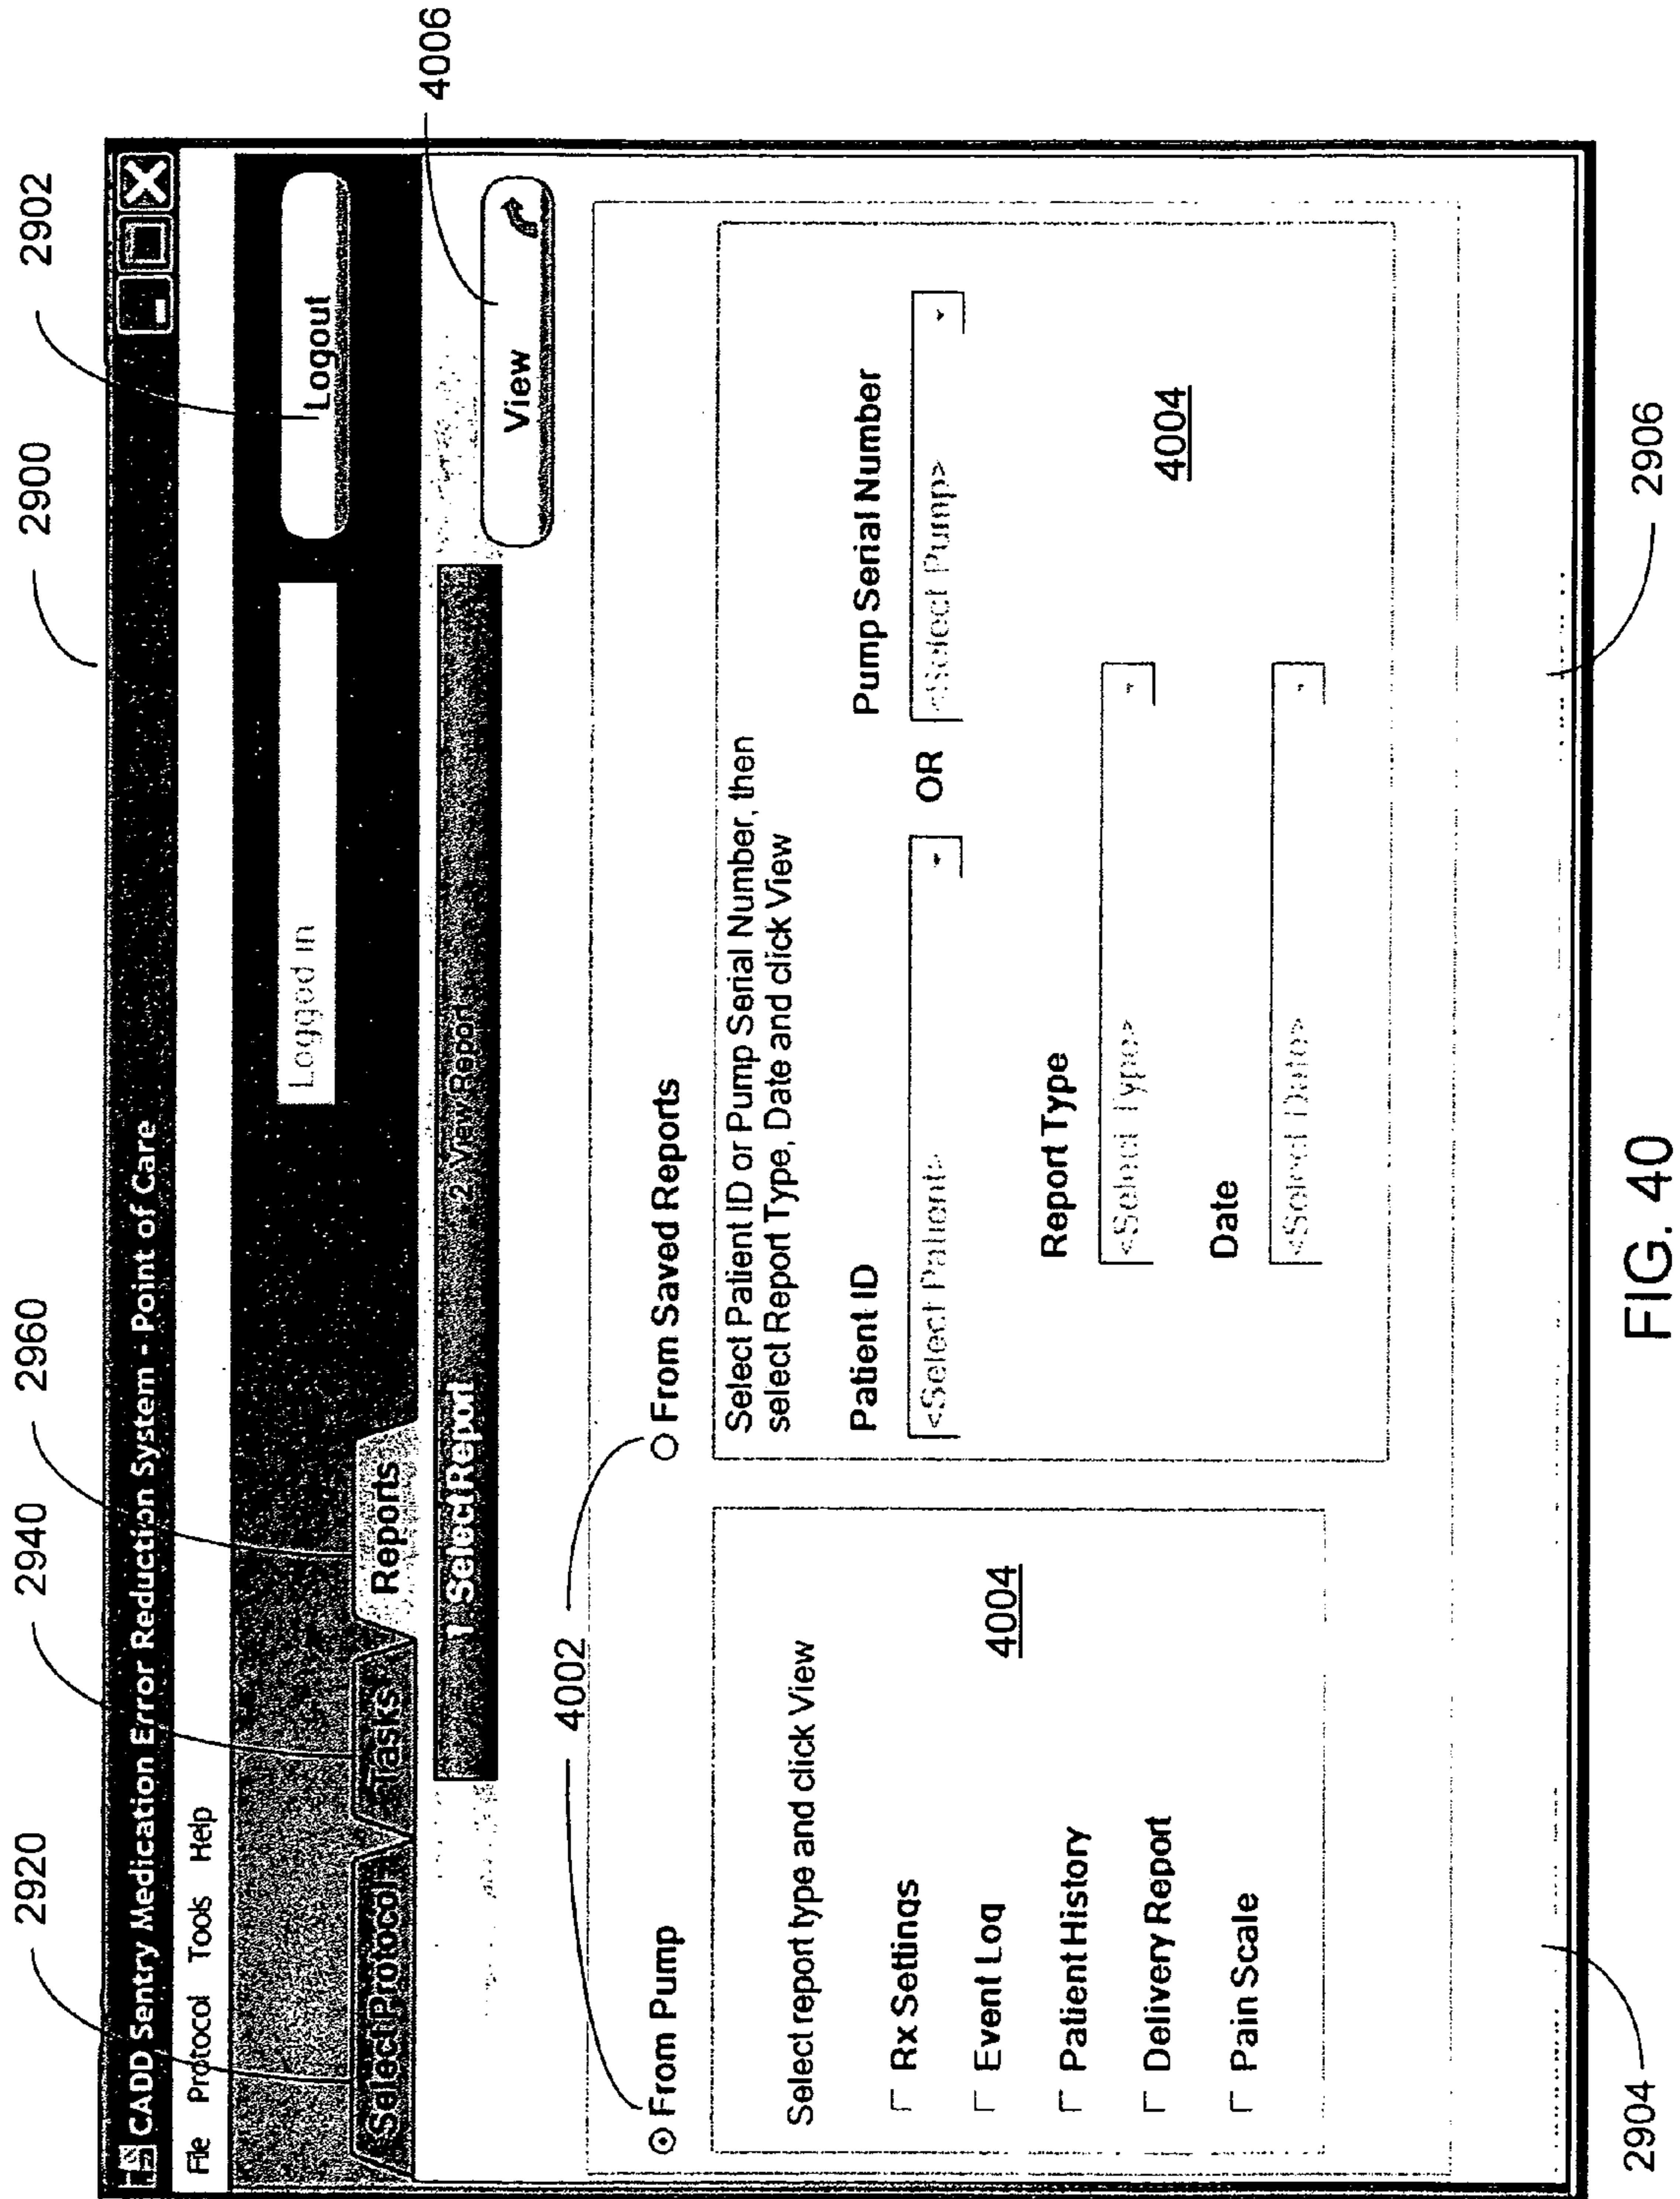 2900
2902
2920
2940
2960
CADD Sentry Medication Error Reduction System - Point of Care
File Protocol Tools Help
Logged in
Logout
Select Protocol
Tasks
Reports
1. Select Report
2. View Report
View
4006
4002
From Pump
From Saved Reports
Select report type and click View
Rx Settings
Event Log
Patient History
Delivery Report
Pain Scale
4004
Select Patient ID or Pump Serial Number, then
select Report Type, Date and click View
Patient ID
Pump Serial Number
<Select Patient>
OR
<Select Pump>
Report Type
<Select Type>
4004
Date
<Select Date>
2904
2906
FIG. 40